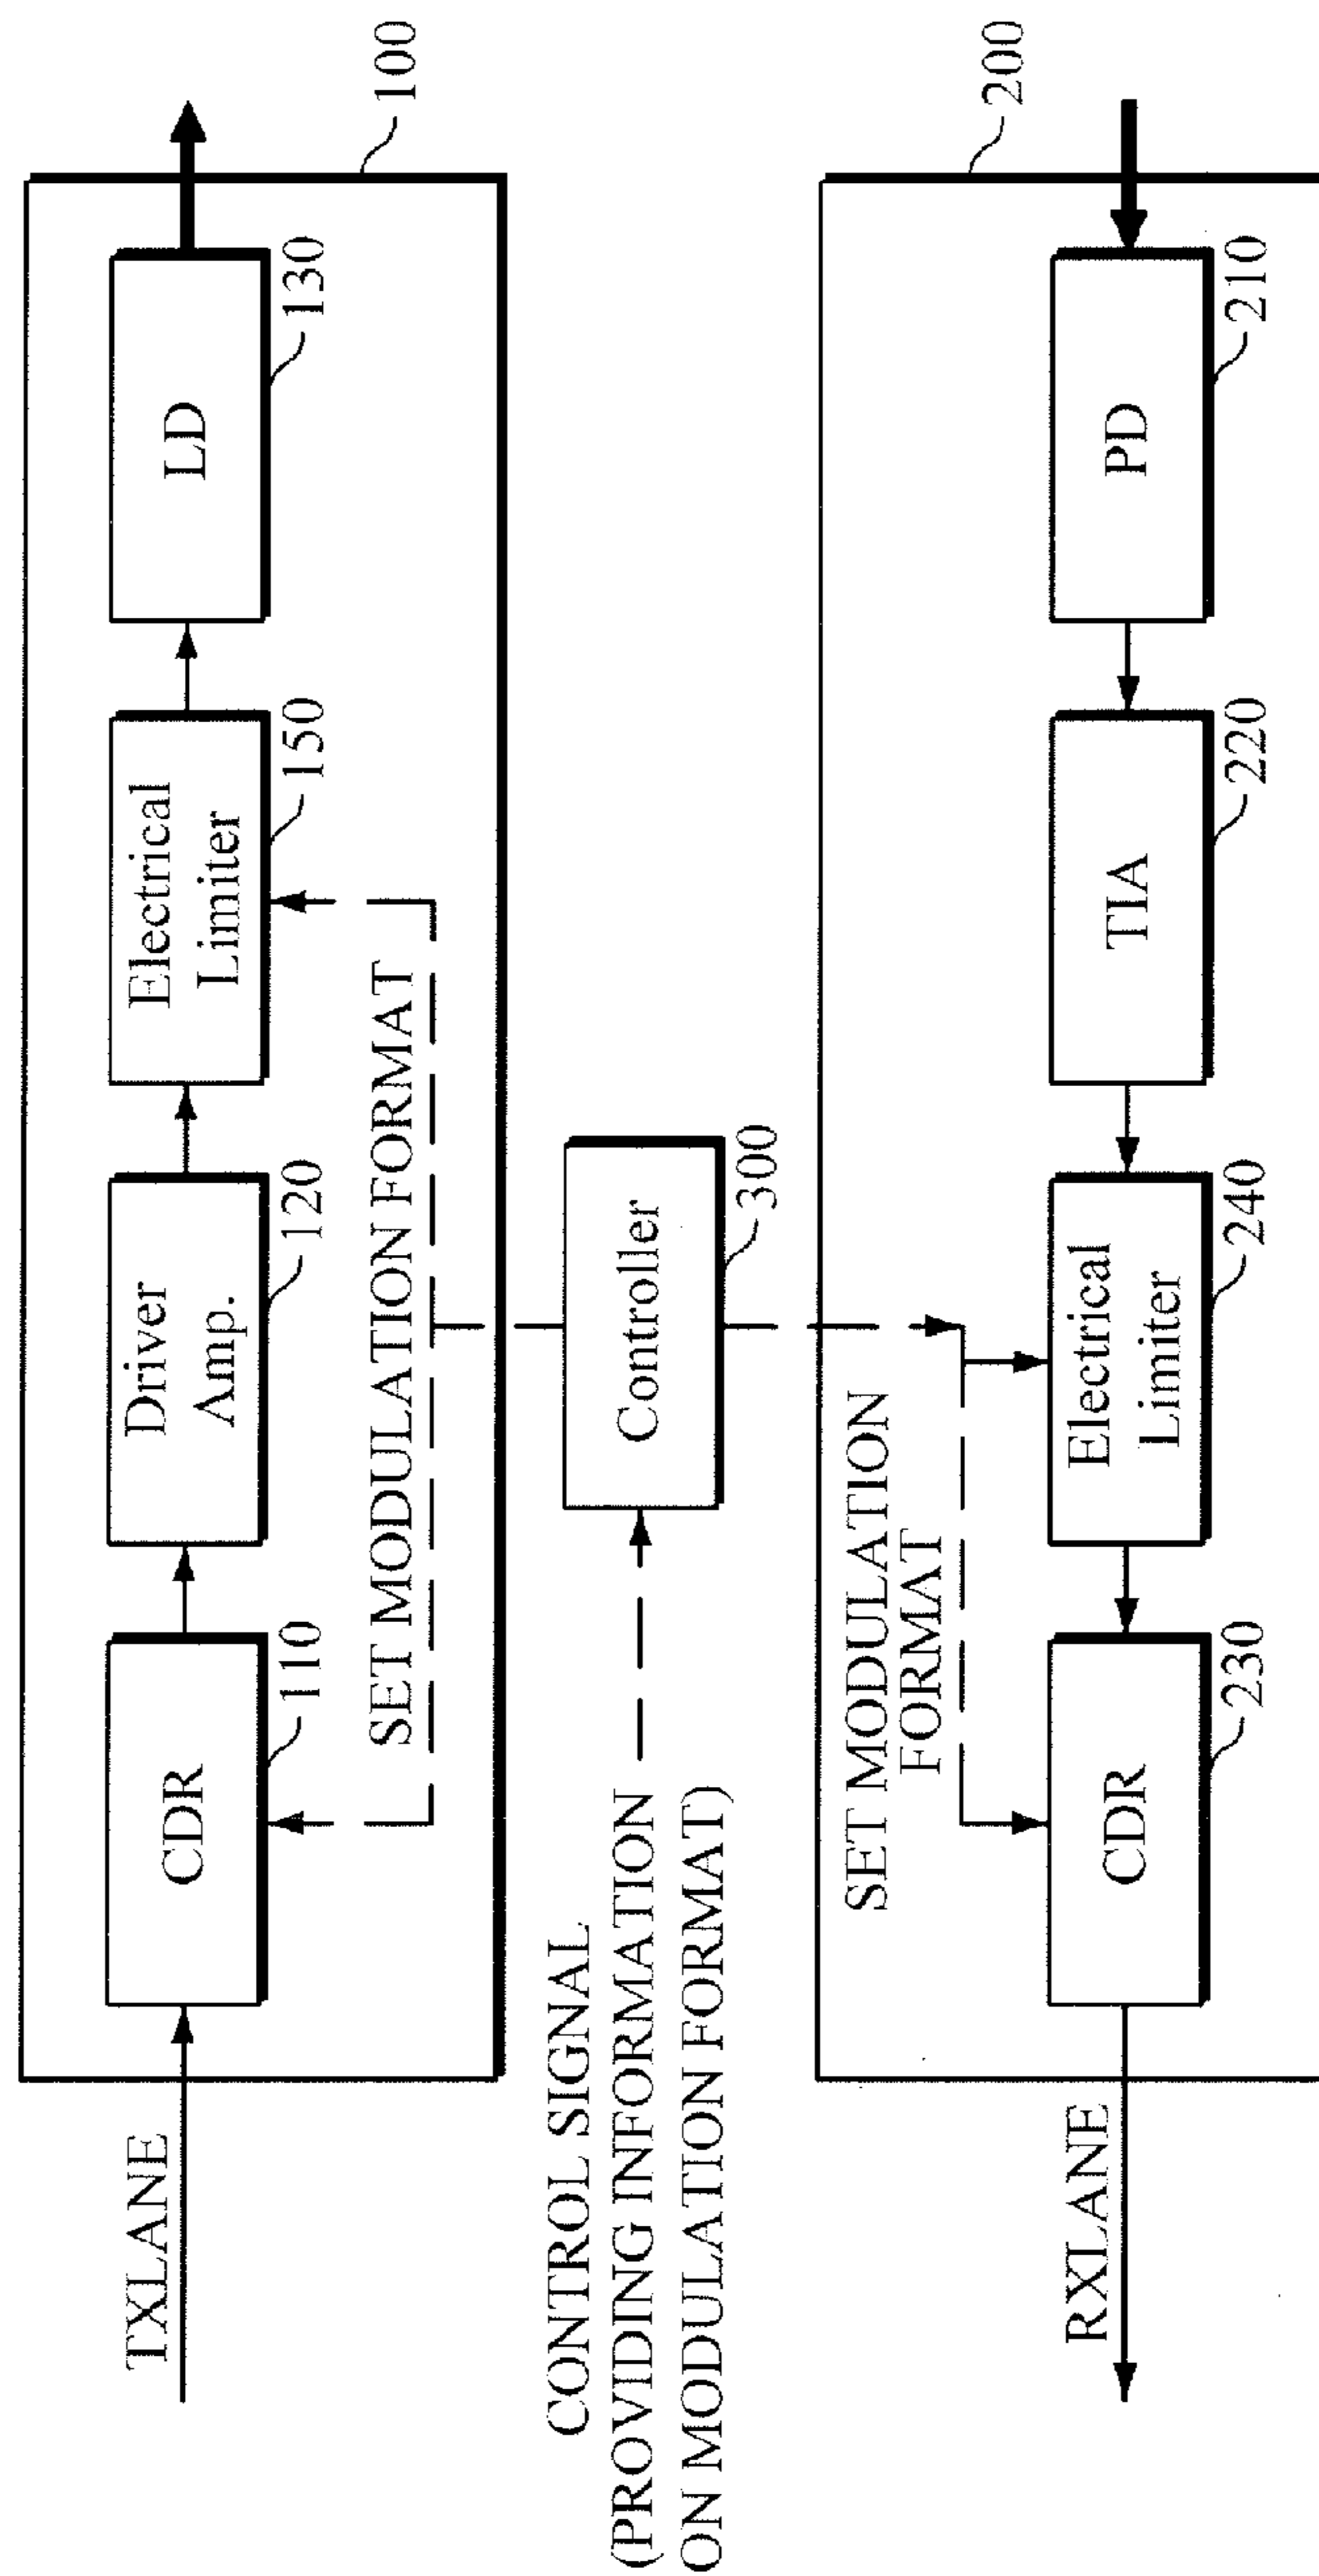 TXLANE
CDR
110
Driver
Amp.
120
Electrical
Limiter
150
LD
130
100
SET MODULATION FORMAT
CONTROL SIGNAL
(PROVIDING INFORMATION
ON MODULATION FORMAT)
Controller
300
200
SET MODULATION
FORMAT
RXLANE
CDR
230
Electrical
Limiter
240
TIA
220
PD
210